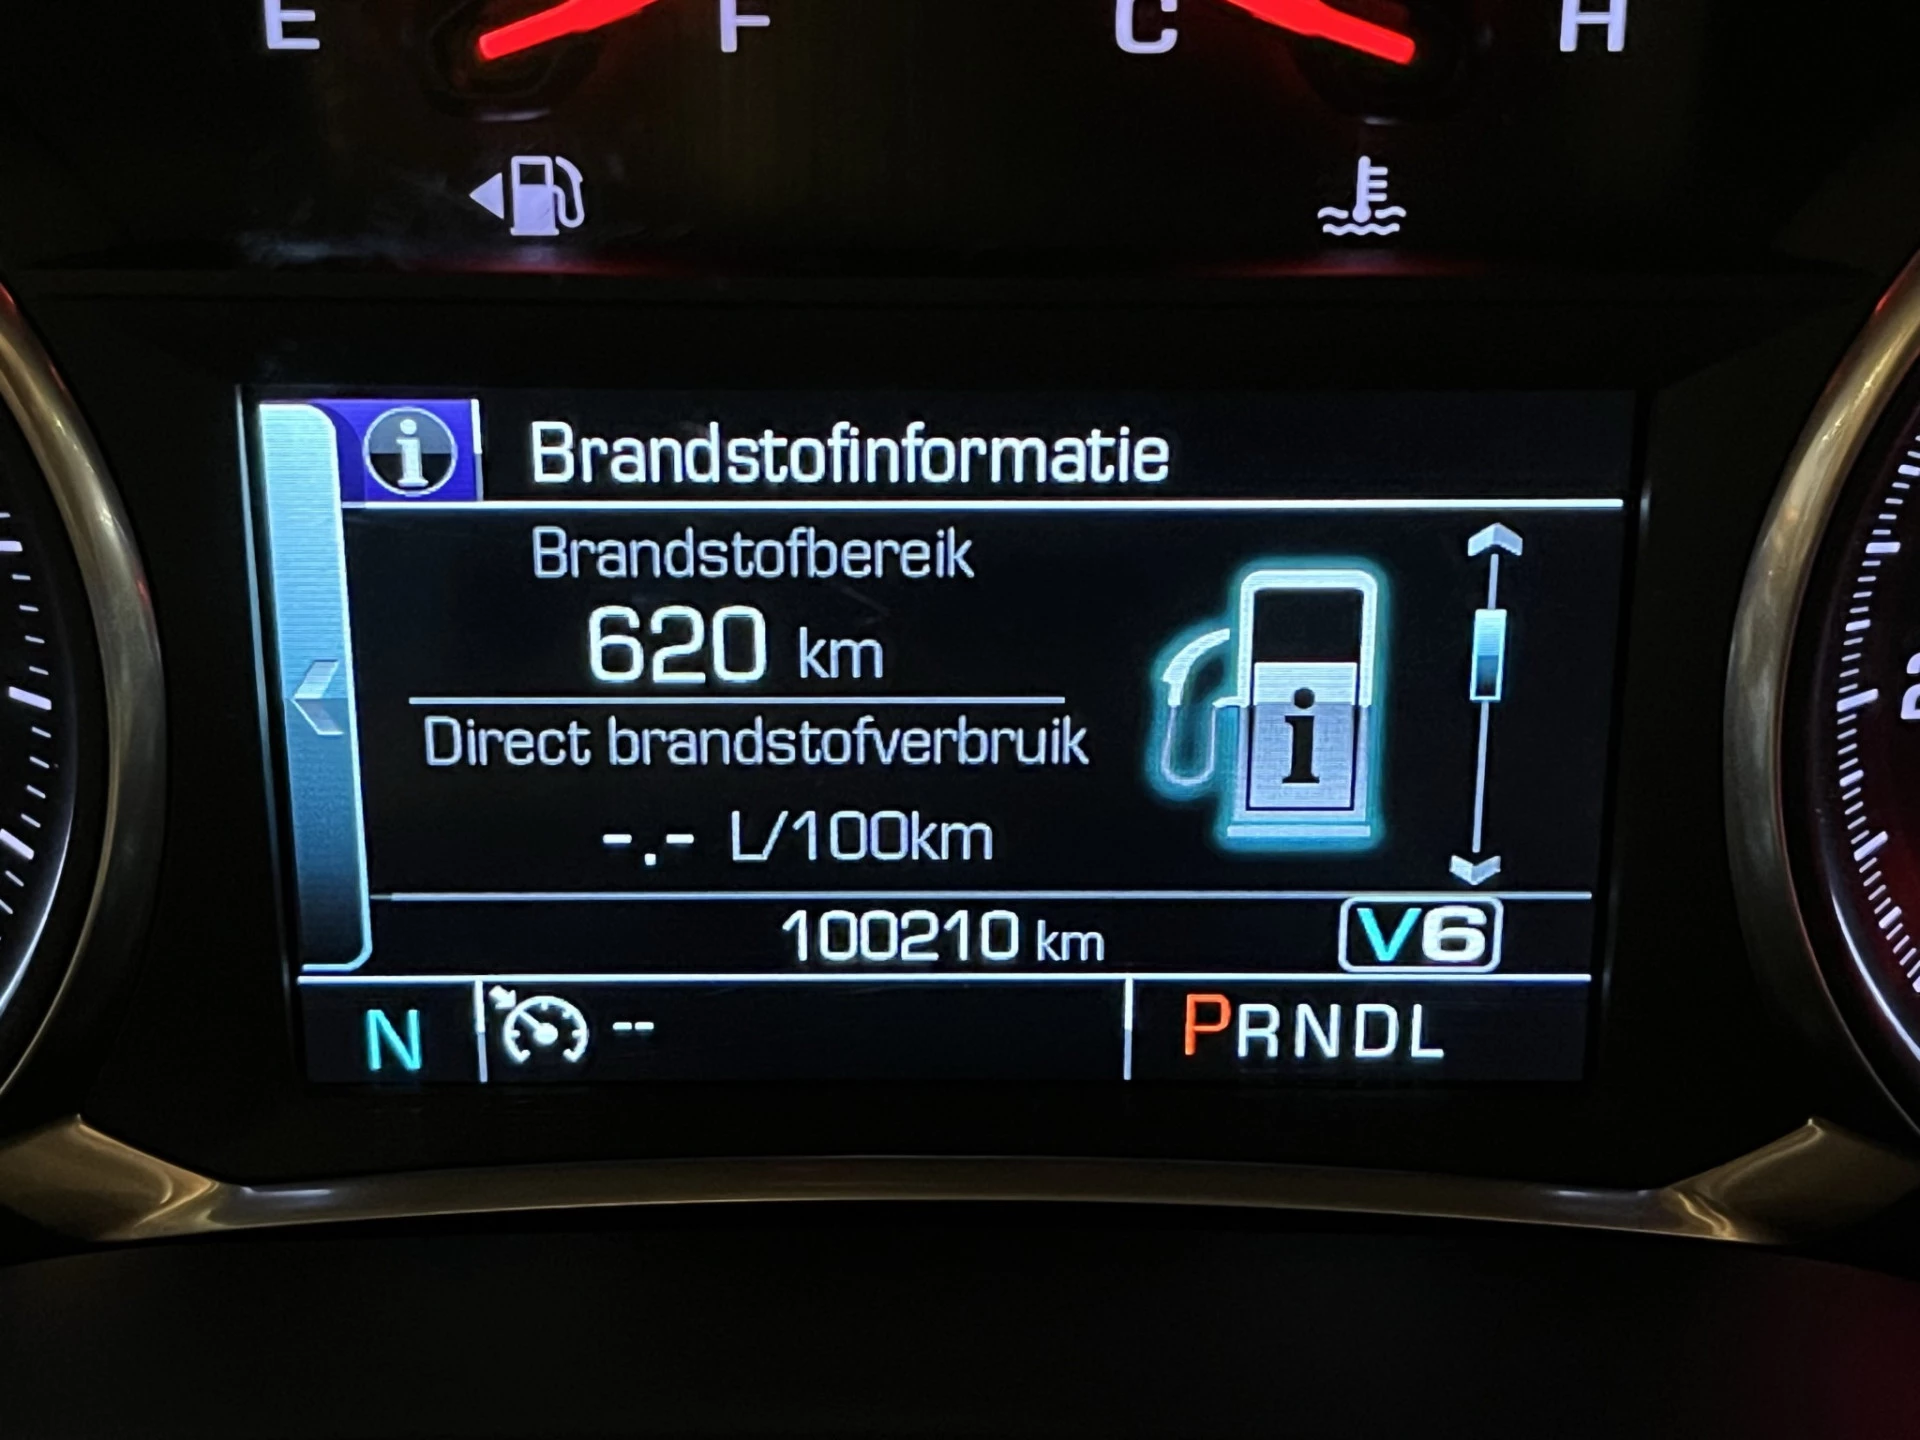 E F C H
Brandstofinformatie
Brandstofbereik
620 km
Direct brandstofverbruik
-.- L/100km
100210 km V6
N -- PRNDL